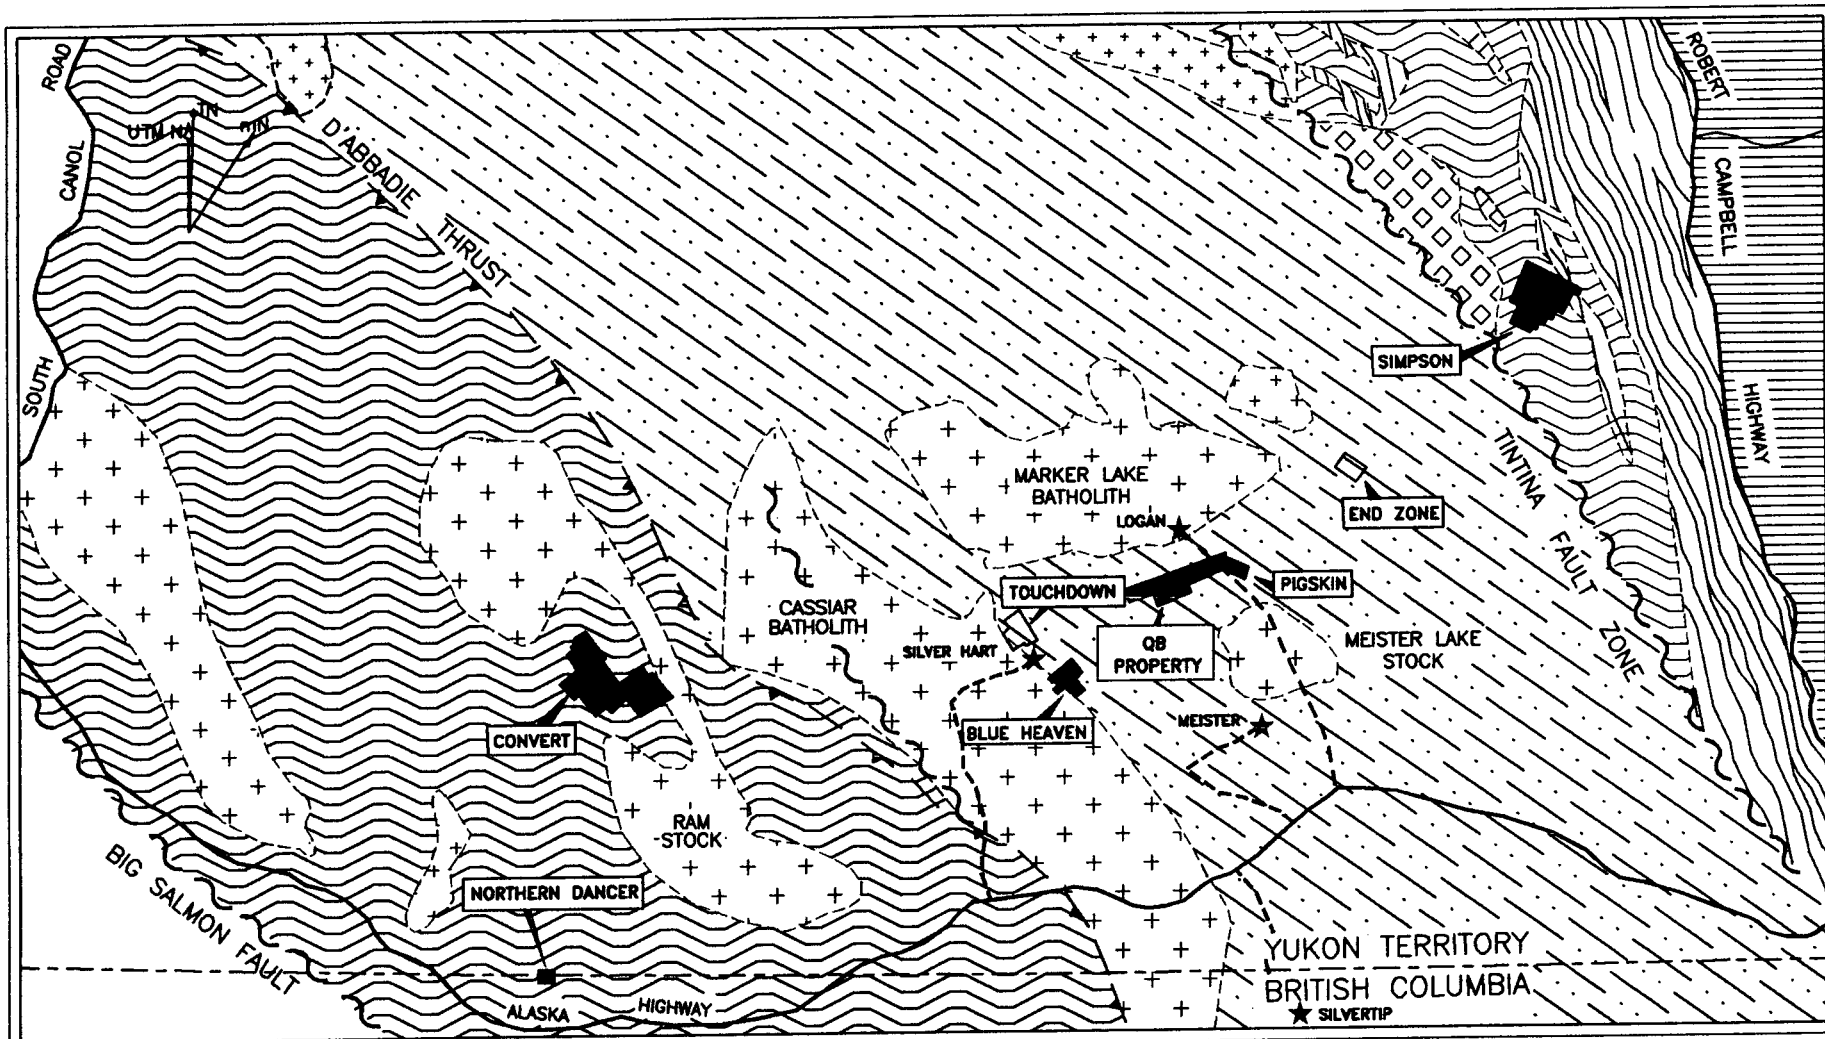 ROAD
ROBERT
TN
UTM N
D'ABBADIE
CANOL
CAMPBELL
THRUST
SIMPSON
SOUTH
HIGHWAY
TINTINA
MARKER LAKE
BATHOLITH
END ZONE
LOGAN
FAULT
TOUCHDOWN
PIGSKIN
CASSIAR
BATHOLITH
ZONE
SILVER HART
QB
PROPERTY
MEISTER LAKE
STOCK
CONVERT
BLUE HEAVEN
MEISTER
RAM
STOCK
BIG SALMON FAULT
NORTHERN DANCER
YUKON TERRITORY
BRITISH COLUMBIA
ALASKA
HIGHWAY
SILVERTIP